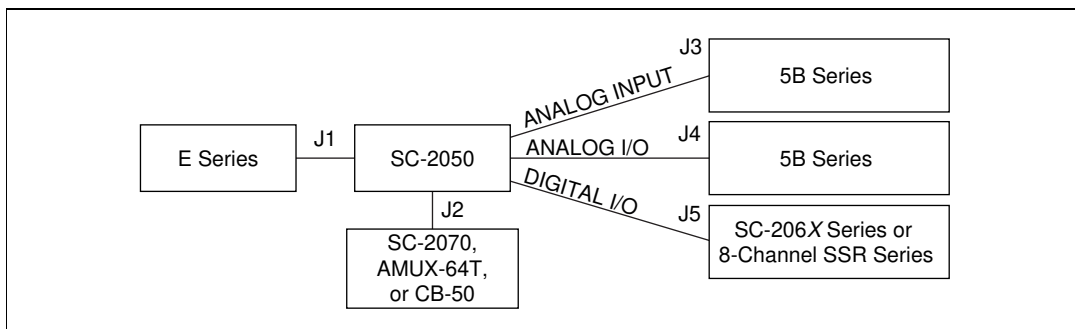 E Series
J1
SC-2050
J2
SC-2070,
AMUX-64T,
or CB-50
ANALOG INPUT
J3
5B Series
ANALOG I/O
J4
5B Series
DIGITAL I/O
J5
SC-206X Series or
8-Channel SSR Series